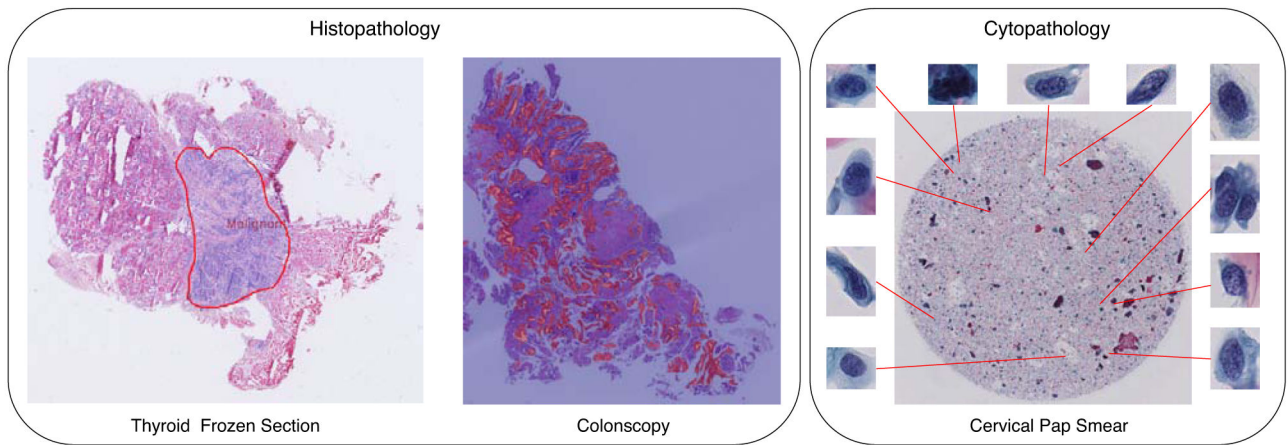 Histopathology
Malignant
Thyroid Frozen Section
Colonscopy
Cytopathology
Cervical Pap Smear